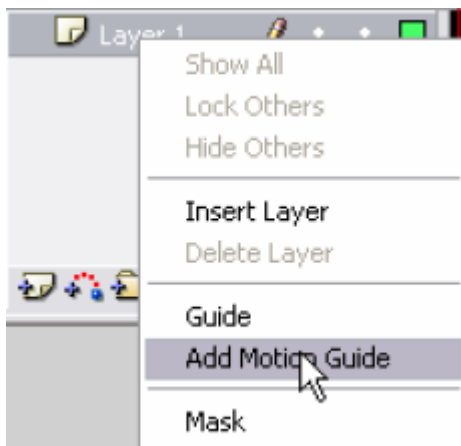 Layer 1
Show All
Lock Others
Hide Others
Insert Layer
Delete Layer
Guide
Add Motion Guide
Mask